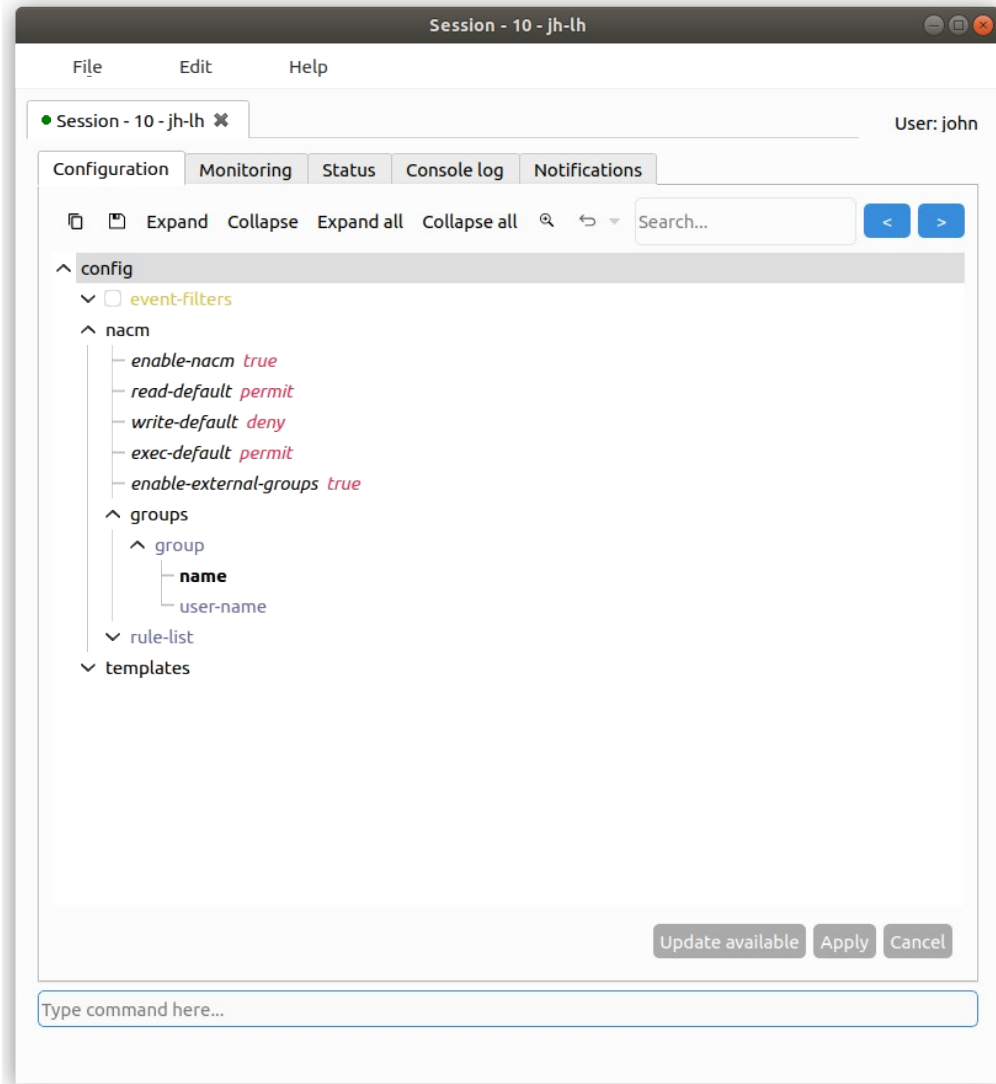 Session - 10 - jh-lh
File Edit Help
Session - 10 - jh-lh ✖
User: john
Configuration Monitoring Status Console log Notifications
Expand Collapse Expand all Collapse all Search... < >
config
event-filters
nacm
enable-nacm true
read-default permit
write-default deny
exec-default permit
enable-external-groups true
groups
group
name
user-name
rule-list
templates
Update available Apply Cancel
Type command here...